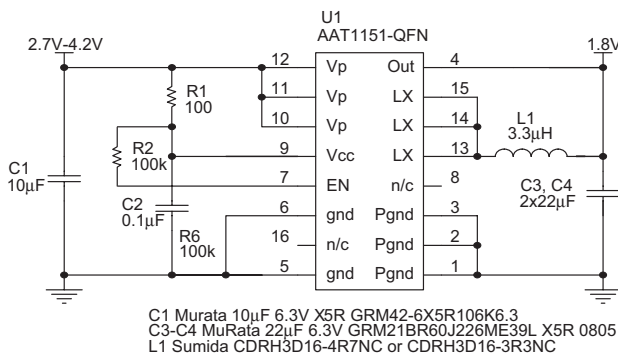 U1
AAT1151-QFN
2.7V-4.2V
1.8V
12 Vp Out 4
11 Vp LX 15
10 Vp LX 14
9 Vcc LX 13
7 EN n/c 8
6 gnd Pgnd 3
16 n/c Pgnd 2
5 gnd Pgnd 1
R1
100
R2
100k
C1
10µF
C2
0.1µF
R6
100k
L1
3.3µH
C3, C4
2x22µF
C1 Murata 10µF 6.3V X5R GRM42-6X5R106K6.3
C3-C4 MuRata 22µF 6.3V GRM21BR60J226ME39L X5R 0805
L1 Sumida CDRH3D16-4R7NC or CDRH3D16-3R3NC